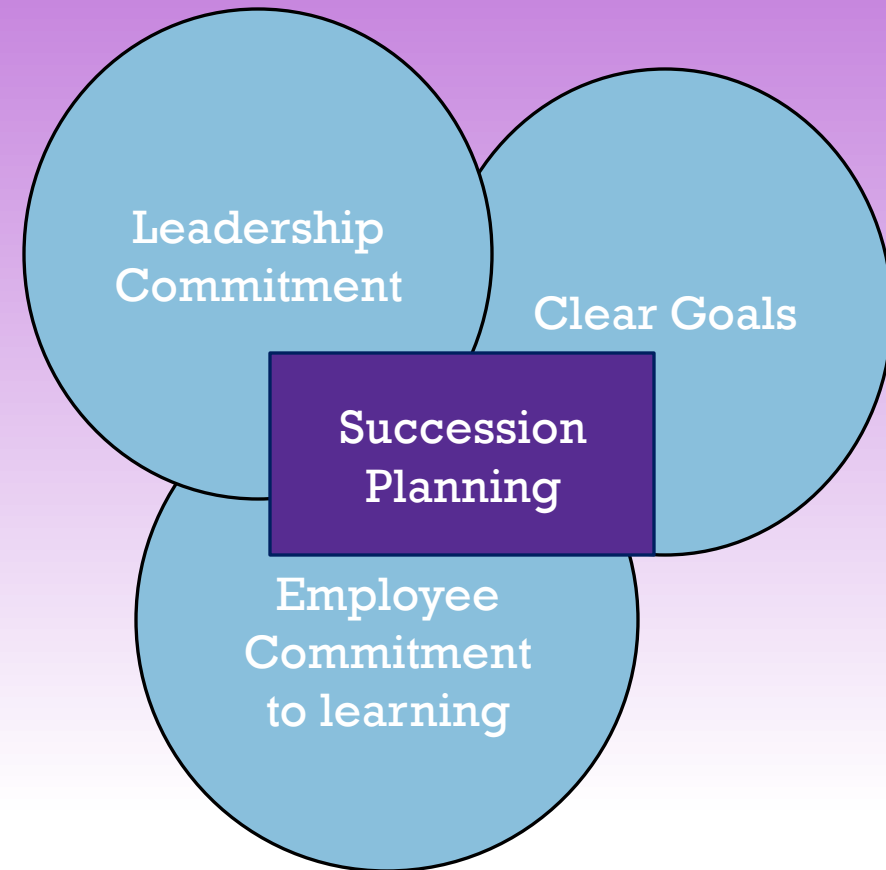 Leadership
Commitment
Clear Goals
Succession
Planning
Employee
Commitment
to learning